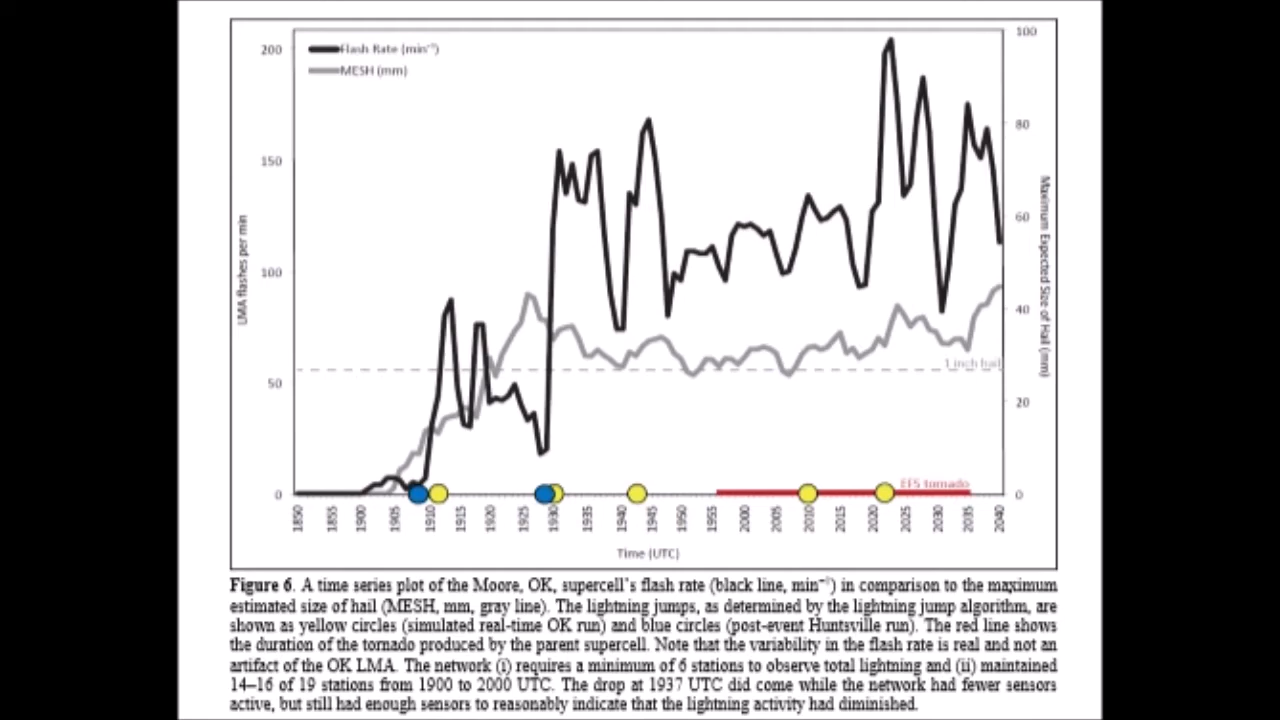 Flash Rate (min⁻¹)
MESH (mm)
200
150
100
50
0
LMA flashes per min
100
80
60
40
20
0
Maximum Expected Size of Hail (mm)
1 inch hail
EF5 tornado
1850 1855 1900 1905 1910 1915 1920 1925 1930 1935 1940 1945 1950 1955 2000 2005 2010 2015 2020 2025 2030 2035 2040
Time (UTC)
Figure 6. A time series plot of the Moore, OK, supercell's flash rate (black line, min⁻¹) in comparison to the maximum
estimated size of hail (MESH, mm, gray line). The lightning jumps, as determined by the lightning jump algorithm, are
shown as yellow circles (simulated real-time OK run) and blue circles (post-event Huntsville run). The red line shows
the duration of the tornado produced by the parent supercell. Note that the variability in the flash rate is real and not an
artifact of the OK LMA. The network (i) requires a minimum of 6 stations to observe total lightning and (ii) maintained
14–16 of 19 stations from 1900 to 2000 UTC. The drop at 1937 UTC did come while the network had fewer sensors
active, but still had enough sensors to reasonably indicate that the lightning activity had diminished.